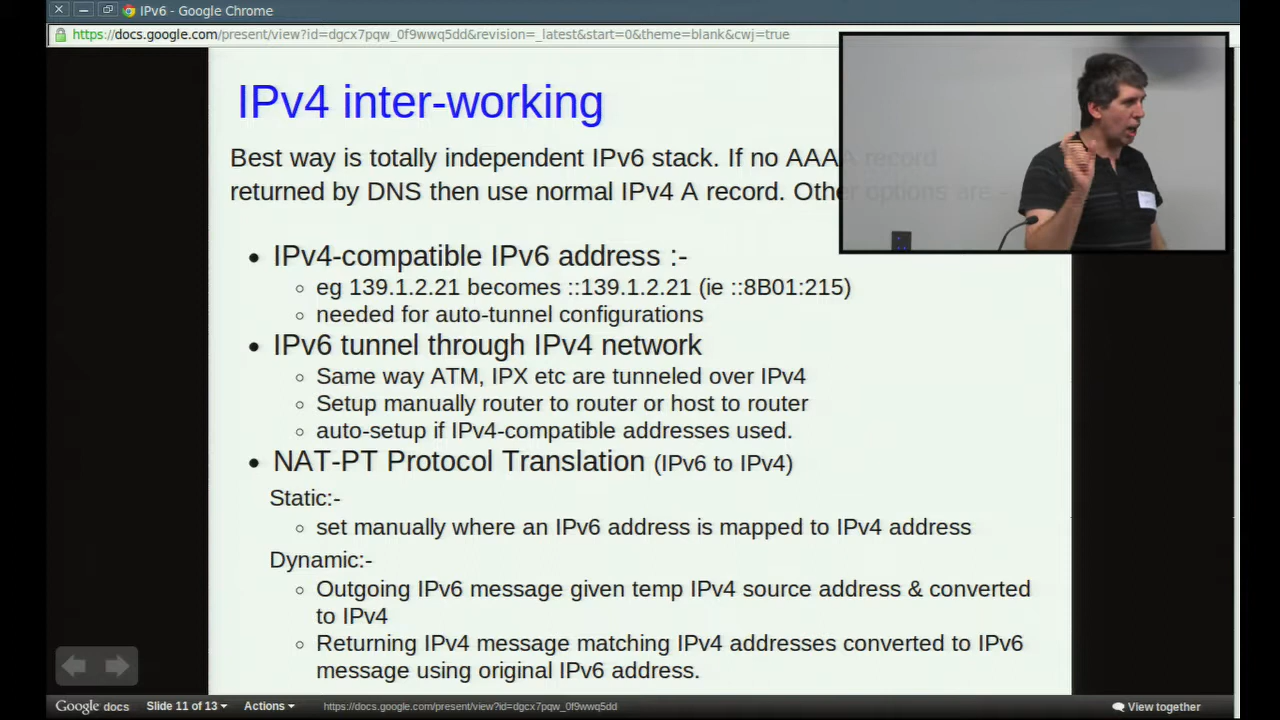 IPv6 - Google Chrome
https://docs.google.com/present/view?id=dgcx7pqw_0f9wwq5dd&revision=_latest&start=0&theme=blank&cwj=true
IPv4 inter-working
Best way is totally independent IPv6 stack. If no AAAA record
returned by DNS then use normal IPv4 A record. Other options are -
IPv4-compatible IPv6 address :-
eg 139.1.2.21 becomes ::139.1.2.21 (ie ::8B01:215)
needed for auto-tunnel configurations
IPv6 tunnel through IPv4 network
Same way ATM, IPX etc are tunneled over IPv4
Setup manually router to router or host to router
auto-setup if IPv4-compatible addresses used.
NAT-PT Protocol Translation (IPv6 to IPv4)
Static:-
set manually where an IPv6 address is mapped to IPv4 address
Dynamic:-
Outgoing IPv6 message given temp IPv4 source address & converted
to IPv4
Returning IPv4 message matching IPv4 addresses converted to IPv6
message using original IPv6 address.
Google docs Slide 11 of 13 Actions https://docs.google.com/present/view?id=dgcx7pqw_0f9wwq5dd View together